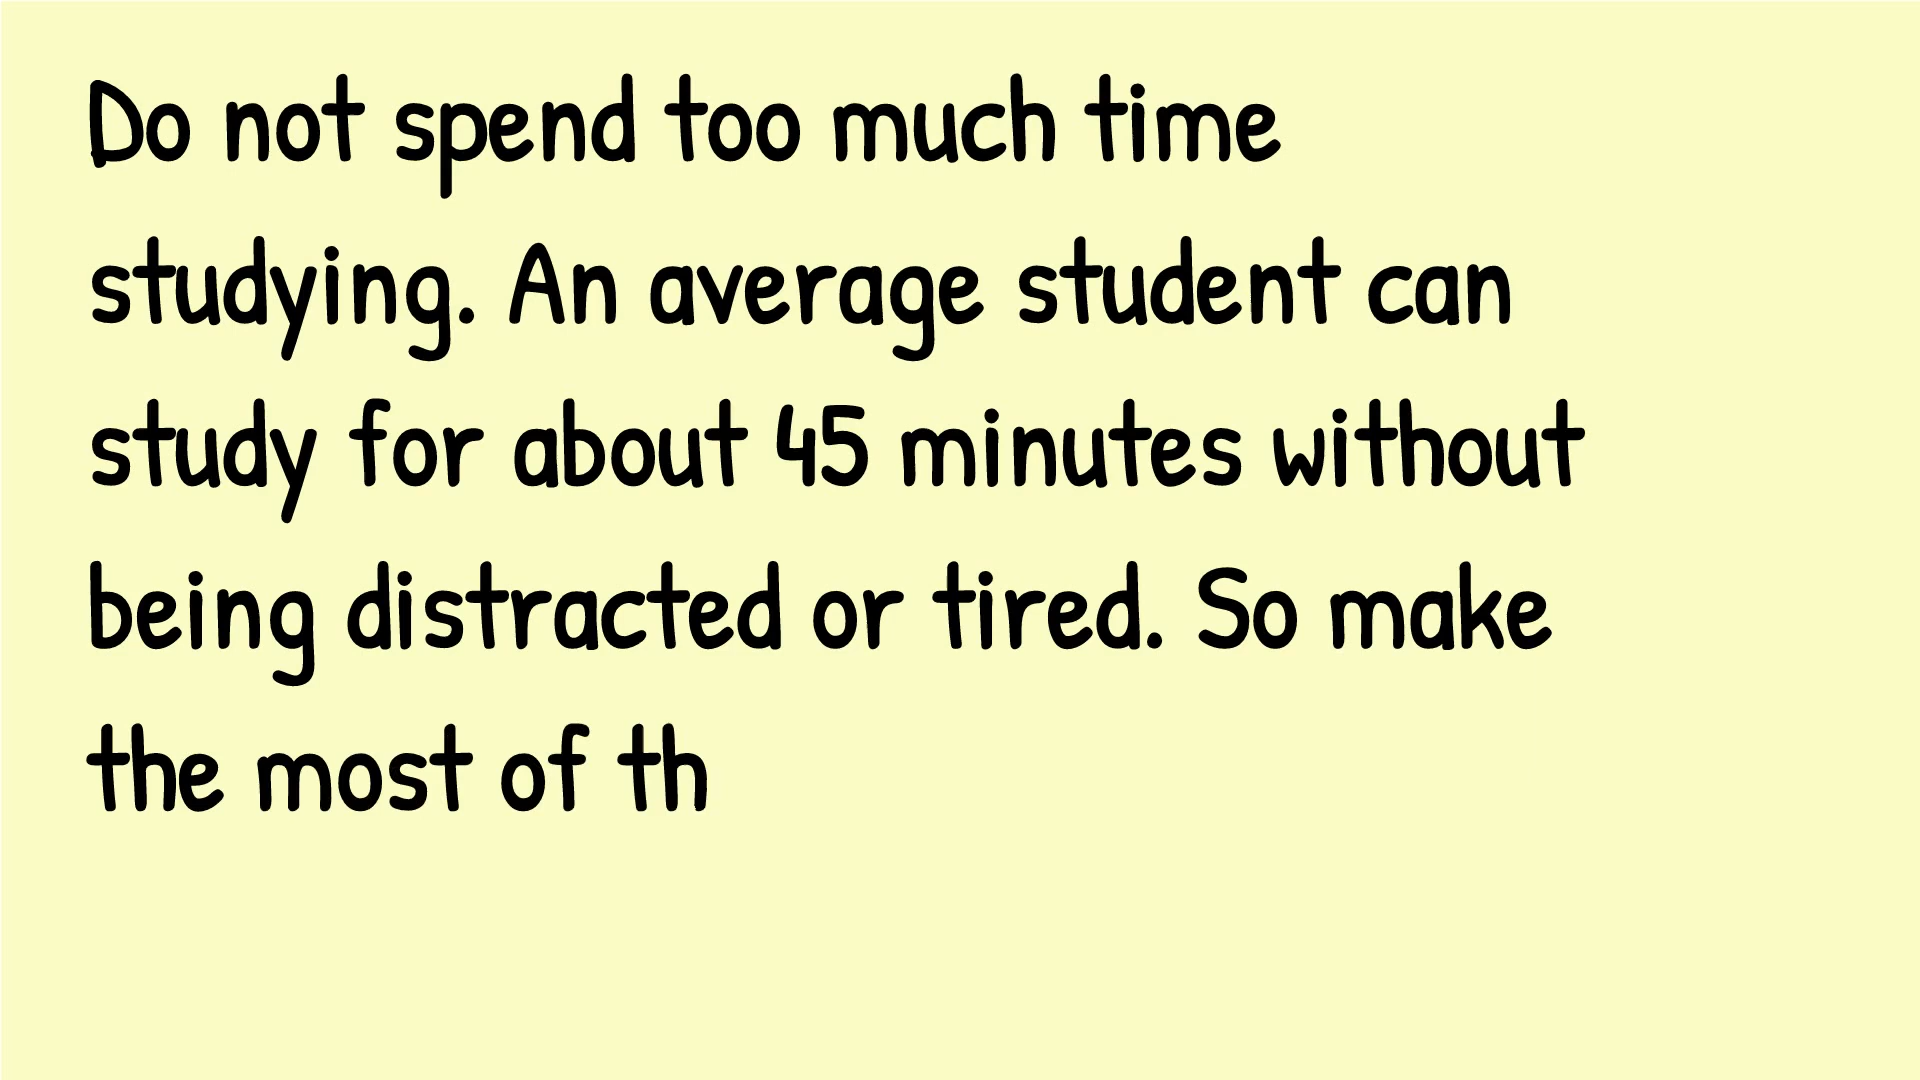 Do not spend too much time
studying. An average student can
study for about 45 minutes without
being distracted or tired. So make
the most of th